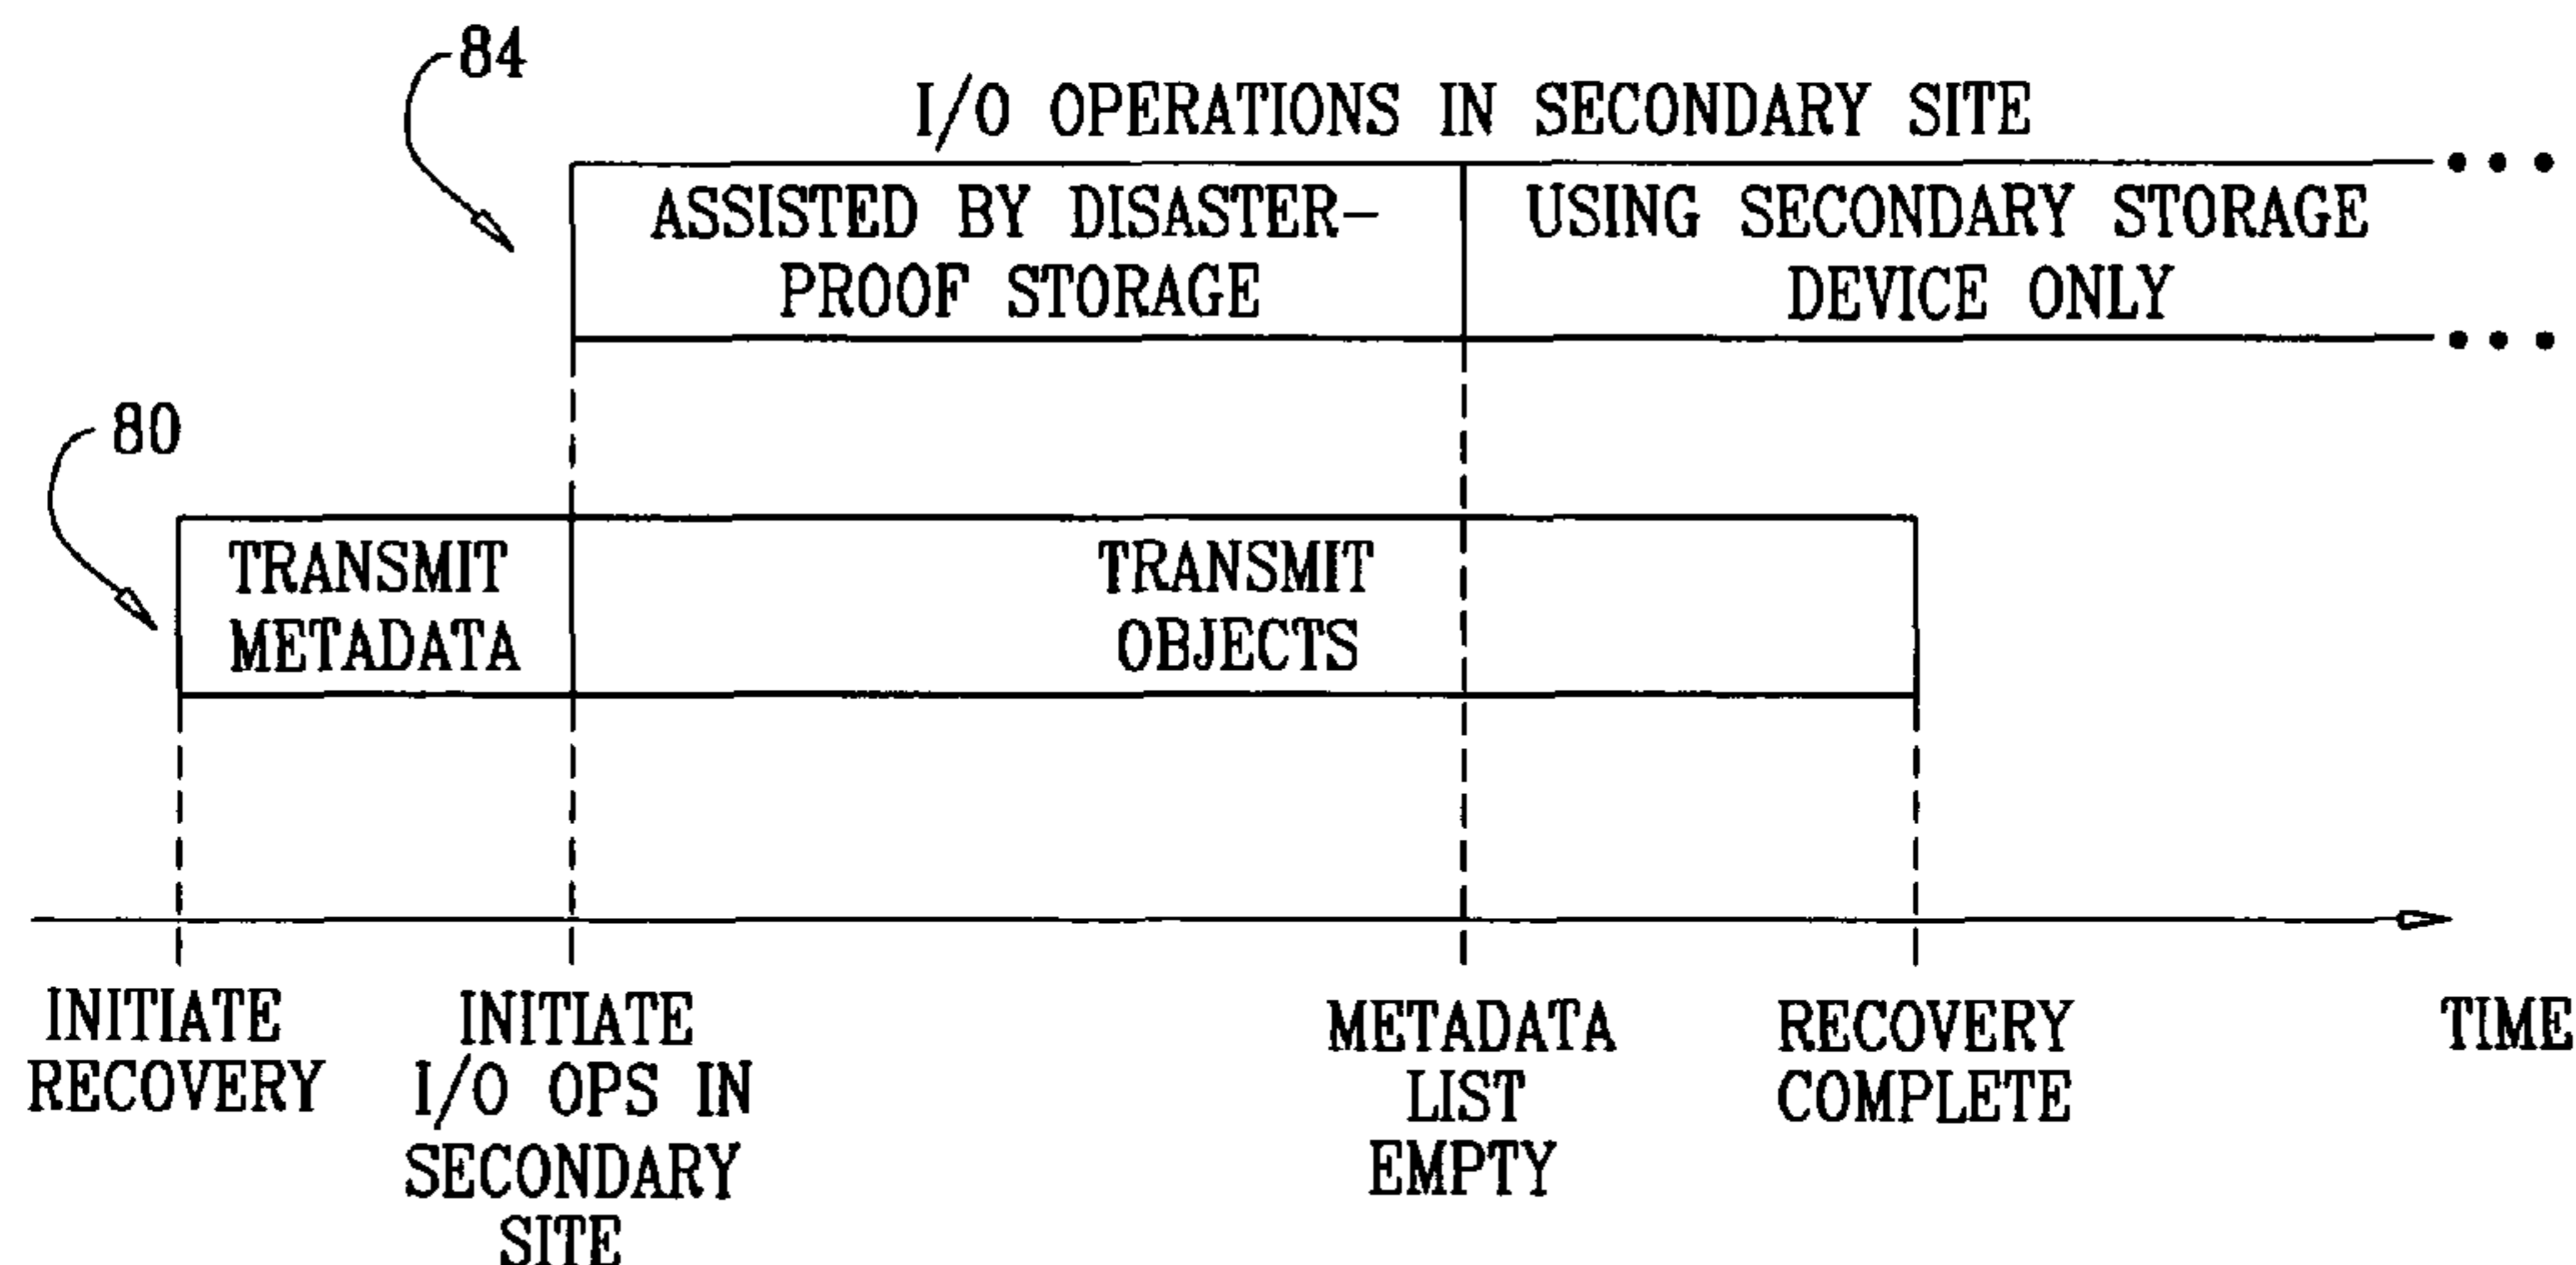 84
I/O OPERATIONS IN SECONDARY SITE
ASSISTED BY DISASTER-
PROOF STORAGE
USING SECONDARY STORAGE
DEVICE ONLY
80
TRANSMIT
METADATA
TRANSMIT
OBJECTS
INITIATE
RECOVERY
INITIATE
I/O OPS IN
SECONDARY
SITE
METADATA
LIST
EMPTY
RECOVERY
COMPLETE
TIME